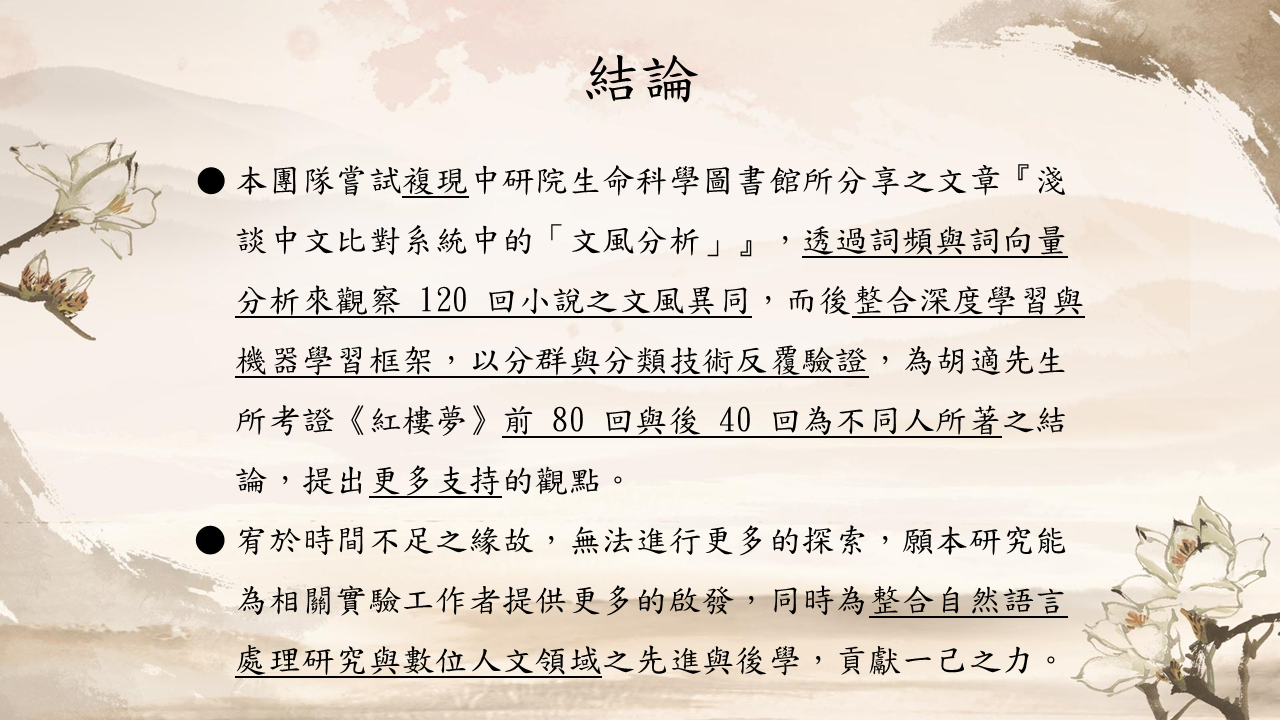 結論
● 本團隊嘗試複現中研院生命科學圖書館所分享之文章『淺
談中文比對系統中的「文風分析」』，透過詞頻與詞向量
分析來觀察 120 回小說之文風異同，而後整合深度學習與
機器學習框架，以分群與分類技術反覆驗證，為胡適先生
所考證《紅樓夢》前 80 回與後 40 回為不同人所著之結
論，提出更多支持的觀點。
● 宥於時間不足之緣故，無法進行更多的探索，願本研究能
為相關實驗工作者提供更多的啟發，同時為整合自然語言
處理研究與數位人文領域之先進與後學，貢獻一己之力。